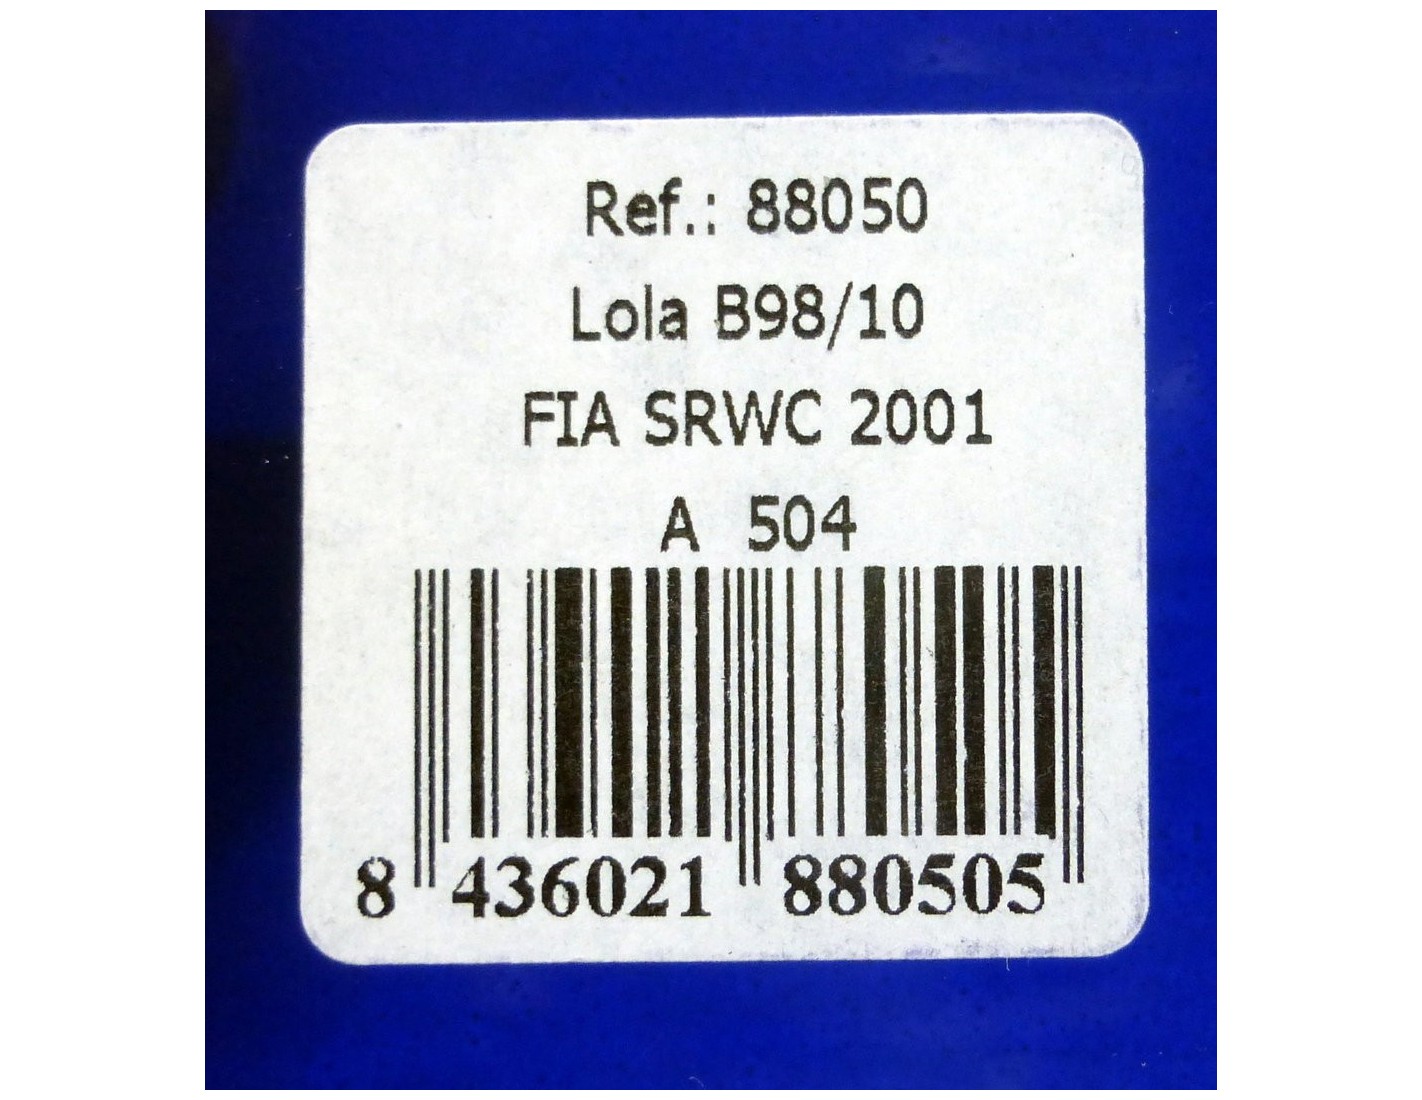 Ref.: 88050
Lola B98/10
FIA SRWC 2001
A 504
8 436021 880505